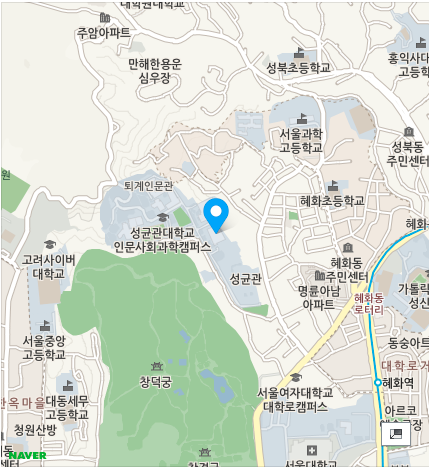 대학원대학교
주암아파트
만해한용운
심우장
성북초등학교
홍익사대
고등학교
서울과학
고등학교
성북동
주민센터
원
퇴계인문관
혜화초등학교
성균관대학교
인문사회과학캠퍼스
혜화
고려사이버
대학교
성균관
혜화동
주민센터
명륜아남
아파트
혜화동
로터리
가톨릭
성신
서울중앙
고등학교
동숭아트
대학로거
창덕궁
혜화역
서울여자대학교
대학로캠퍼스
대동세무
고등학교
한옥마을
아르코
청원산방
NAVER
창경궁
서울대학교